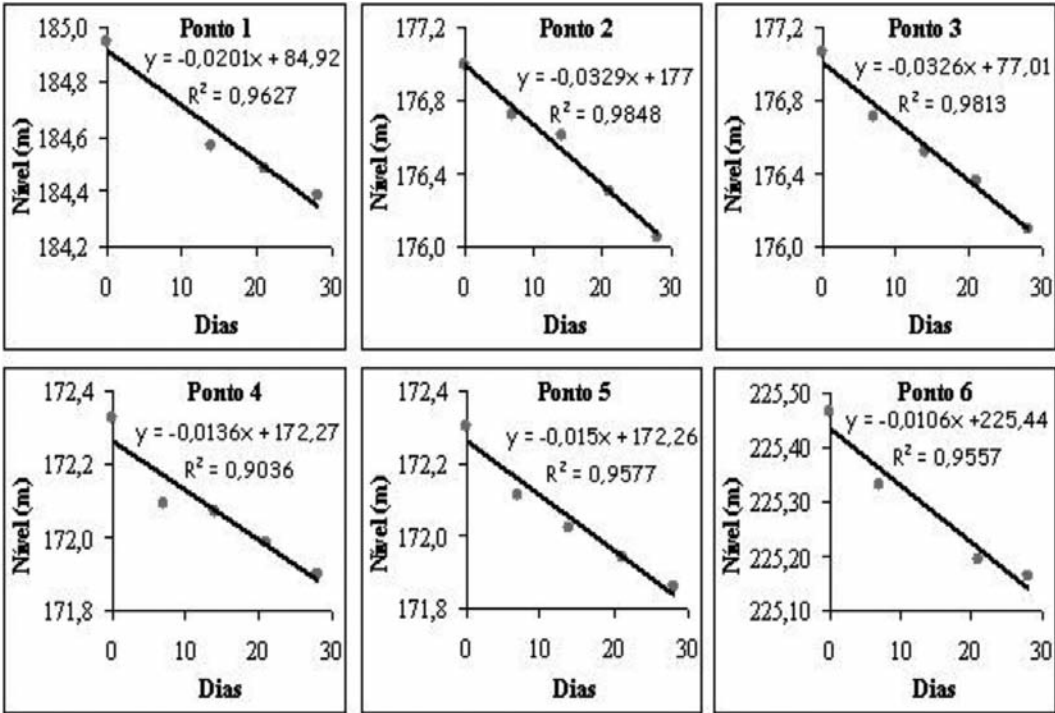 Ponto 1
y = -0,0201x + 84,92
R² = 0,9627
185,0
184,8
184,6
184,4
184,2
Nível (m)
0 10 20 30
Dias
Ponto 2
y = -0,0329x + 177
R² = 0,9848
177,2
176,8
176,4
176,0
Nível (m)
0 10 20 30
Dias
Ponto 3
y = -0,0326x + 77,01
R² = 0,9813
177,2
176,8
176,4
176,0
Nível (m)
0 10 20 30
Dias
Ponto 4
y = -0,0136x + 172,27
R² = 0,9036
172,4
172,2
172,0
171,8
Nível (m)
0 10 20 30
Dias
Ponto 5
y = -0,015x + 172,26
R² = 0,9577
172,4
172,2
172,0
171,8
Nível (m)
0 10 20 30
Dias
Ponto 6
y = -0,0106x +225,44
R² = 0,9557
225,50
225,40
225,30
225,20
225,10
Nível (m)
0 10 20 30
Dias